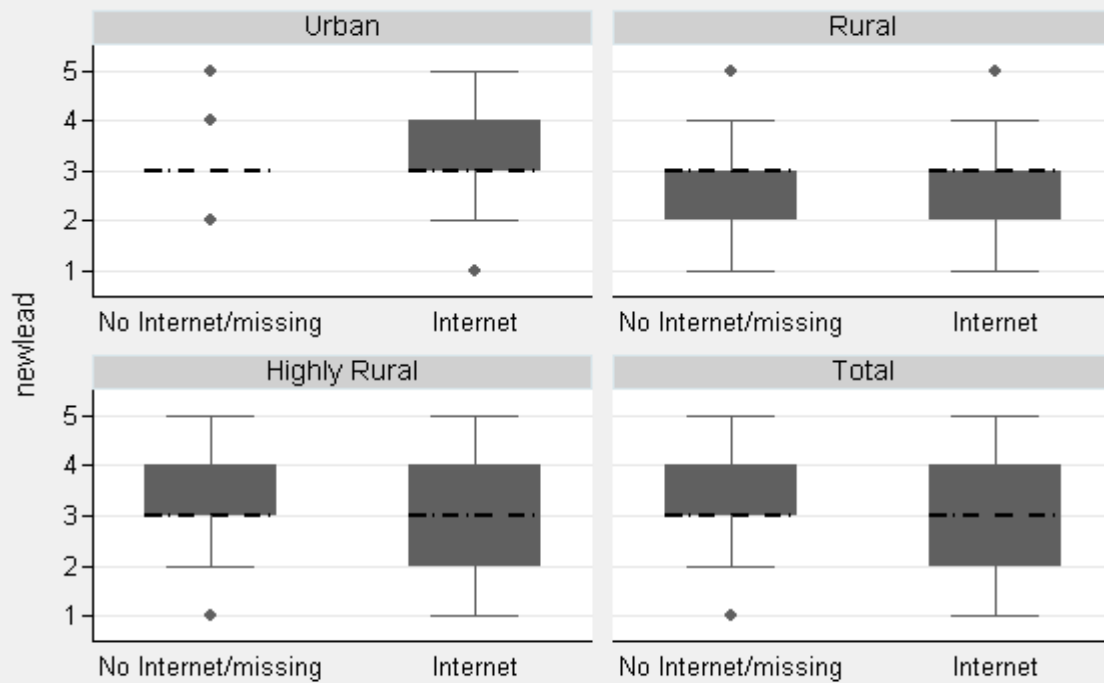 Urban
Rural
5
4
3
2
1
No Internet/missing
Internet
No Internet/missing
Internet
newlead
Highly Rural
Total
5
4
3
2
1
No Internet/missing
Internet
No Internet/missing
Internet